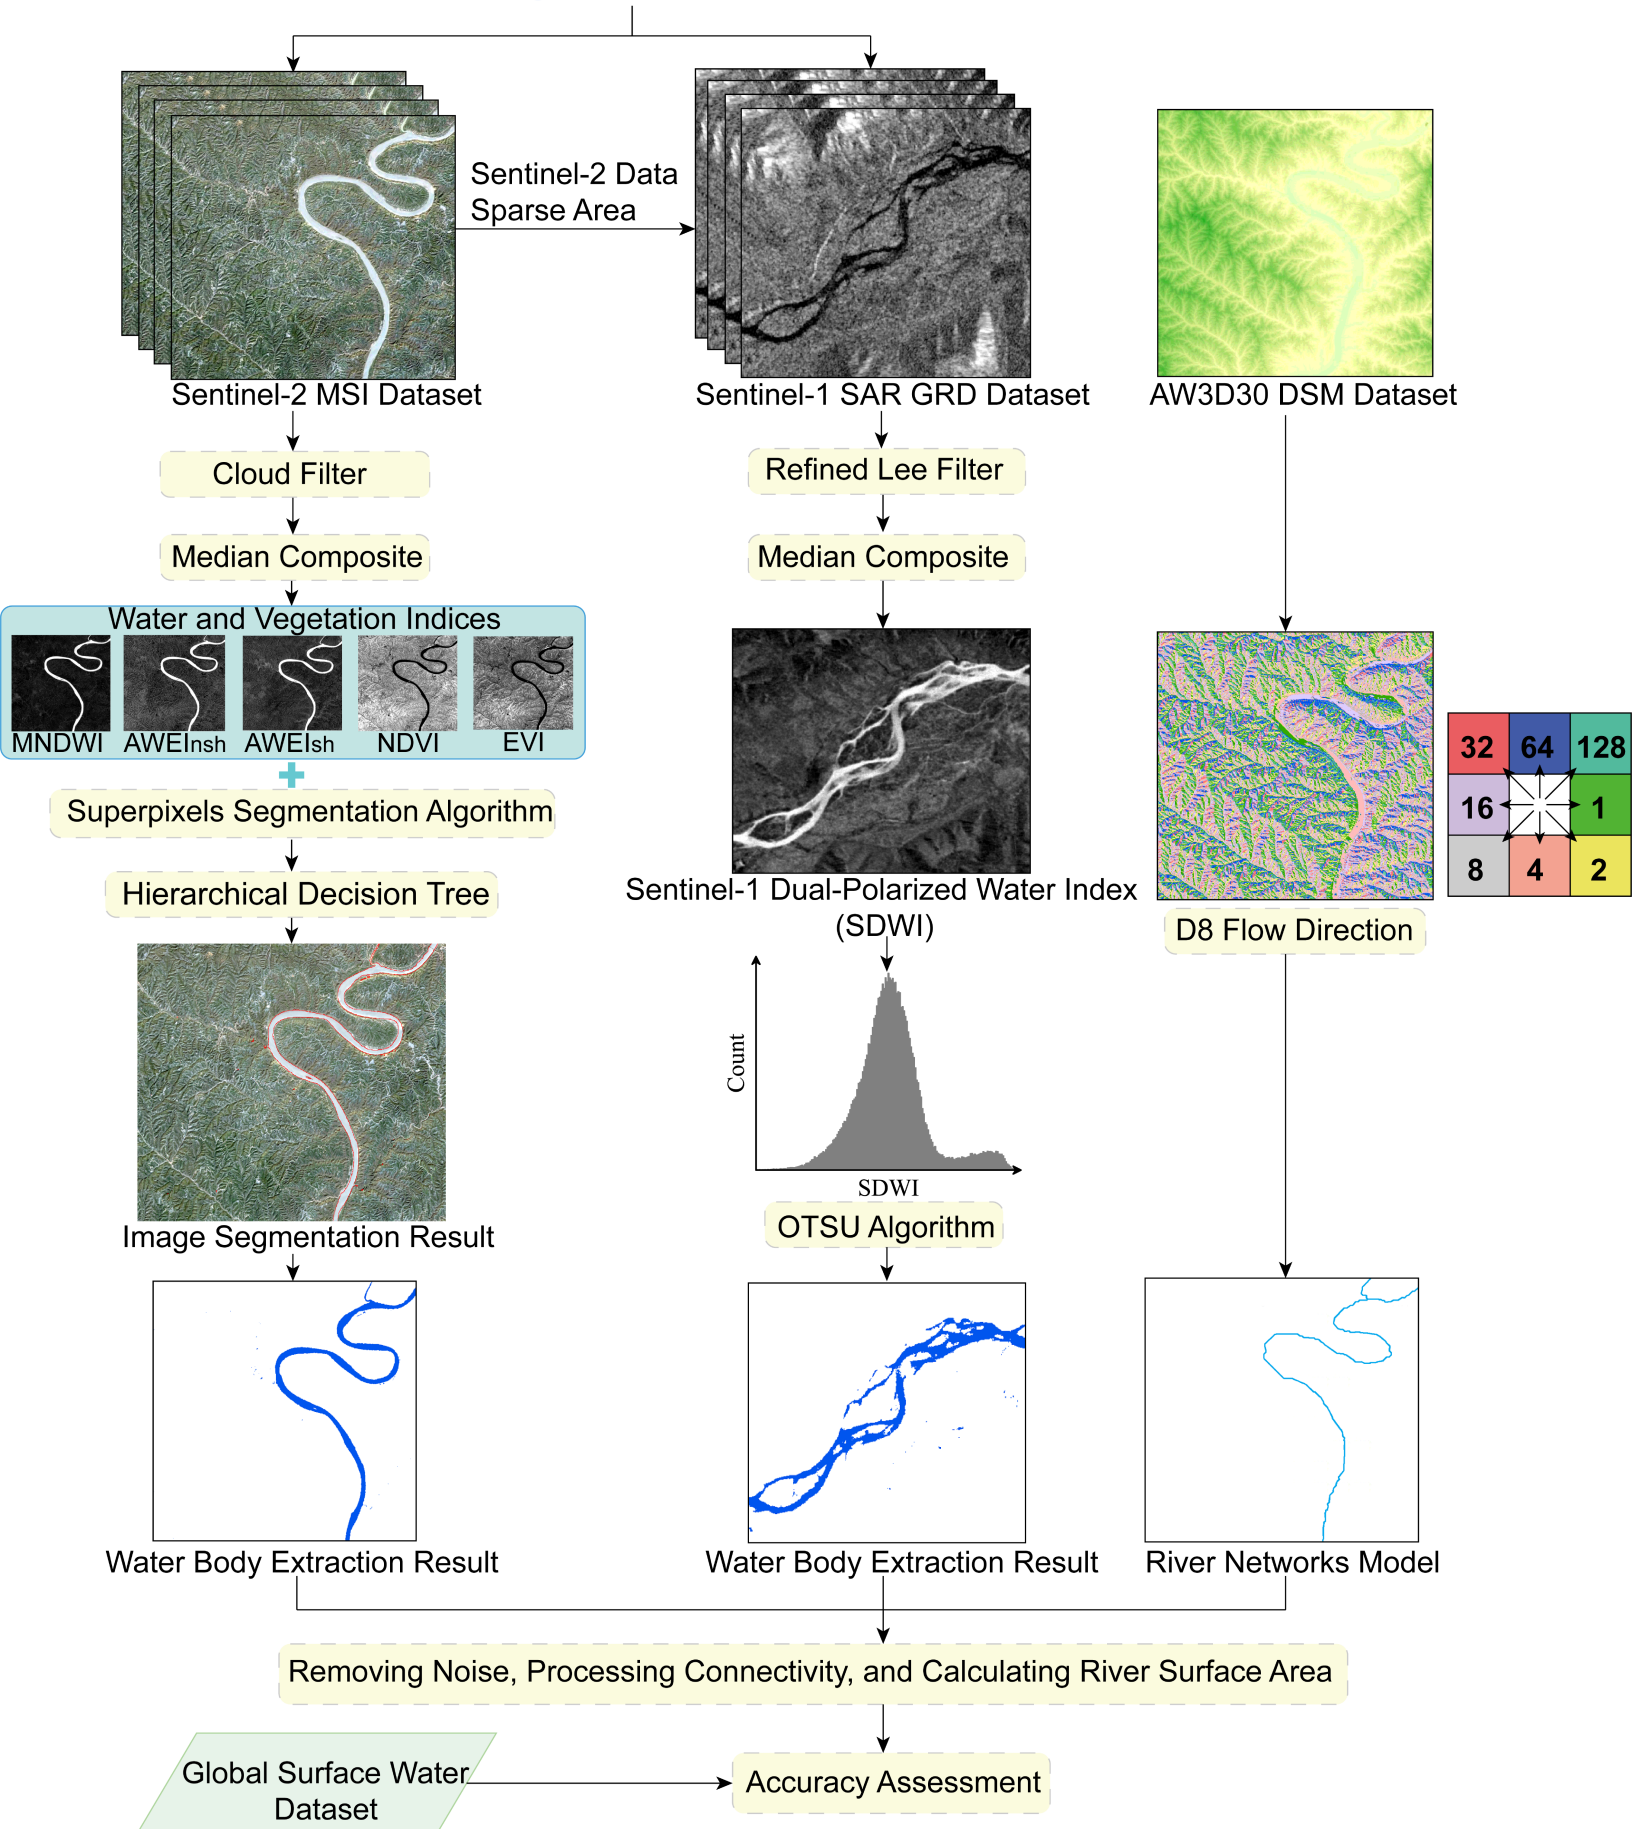 Sentinel-2 Data
Sparse Area
Sentinel-2 MSI Dataset
Sentinel-1 SAR GRD Dataset
AW3D30 DSM Dataset
Cloud Filter
Refined Lee Filter
Median Composite
Median Composite
Water and Vegetation Indices
MNDWI
AWEInsh
AWEIsh
NDVI
EVI
Superpixels Segmentation Algorithm
Hierarchical Decision Tree
32 64 128
16 1
8 4 2
Sentinel-1 Dual-Polarized Water Index
(SDWI)
D8 Flow Direction
Count
SDWI
Image Segmentation Result
OTSU Algorithm
Water Body Extraction Result
Water Body Extraction Result
River Networks Model
Removing Noise, Processing Connectivity, and Calculating River Surface Area
Global Surface Water
Dataset
Accuracy Assessment